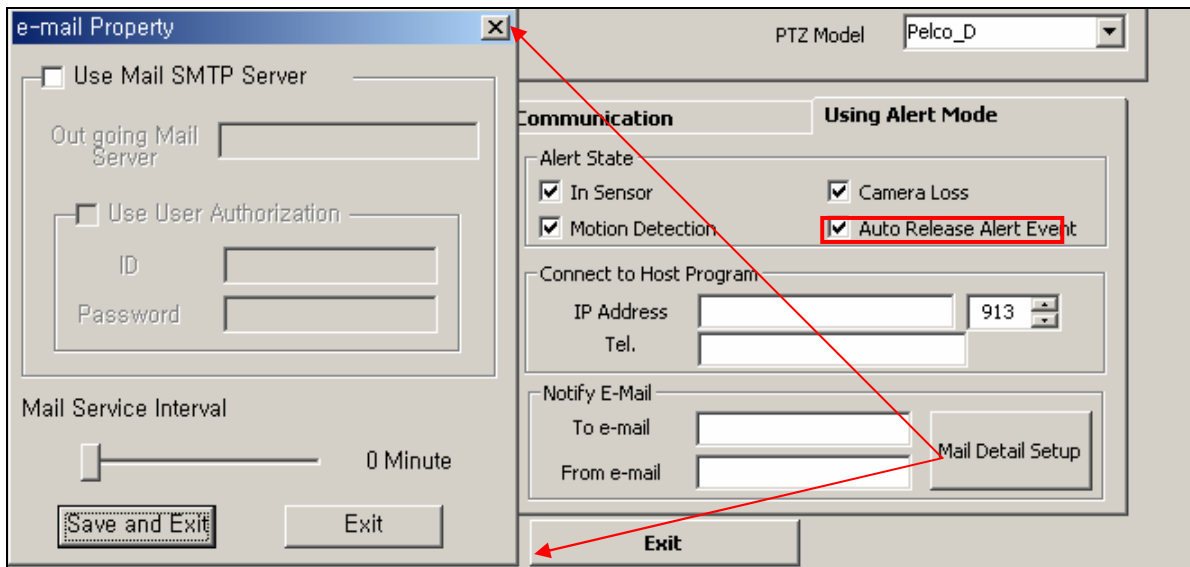 e-mail Property
Use Mail SMTP Server
Out going Mail
Server
Use User Authorization
ID
Password
Mail Service Interval
0 Minute
Save and Exit
Exit
PTZ Model
Pelco_D
Communication
Using Alert Mode
Alert State
In Sensor
Camera Loss
Motion Detection
Auto Release Alert Event
Connect to Host Program
IP Address
913
Tel.
Notify E-Mail
To e-mail
From e-mail
Mail Detail Setup
Exit